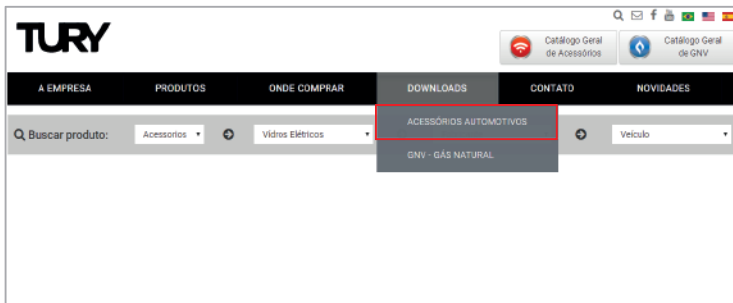 TURY
Catálogo Geral
de Acessórios
Catálogo Geral
de GNV
A EMPRESA
PRODUTOS
ONDE COMPRAR
DOWNLOADS
CONTATO
NOVIDADES
ACESSÓRIOS AUTOMOTIVOS
GNV - GÁS NATURAL
Buscar produto:
Acessorios
Vidros Elétricos
Veículo